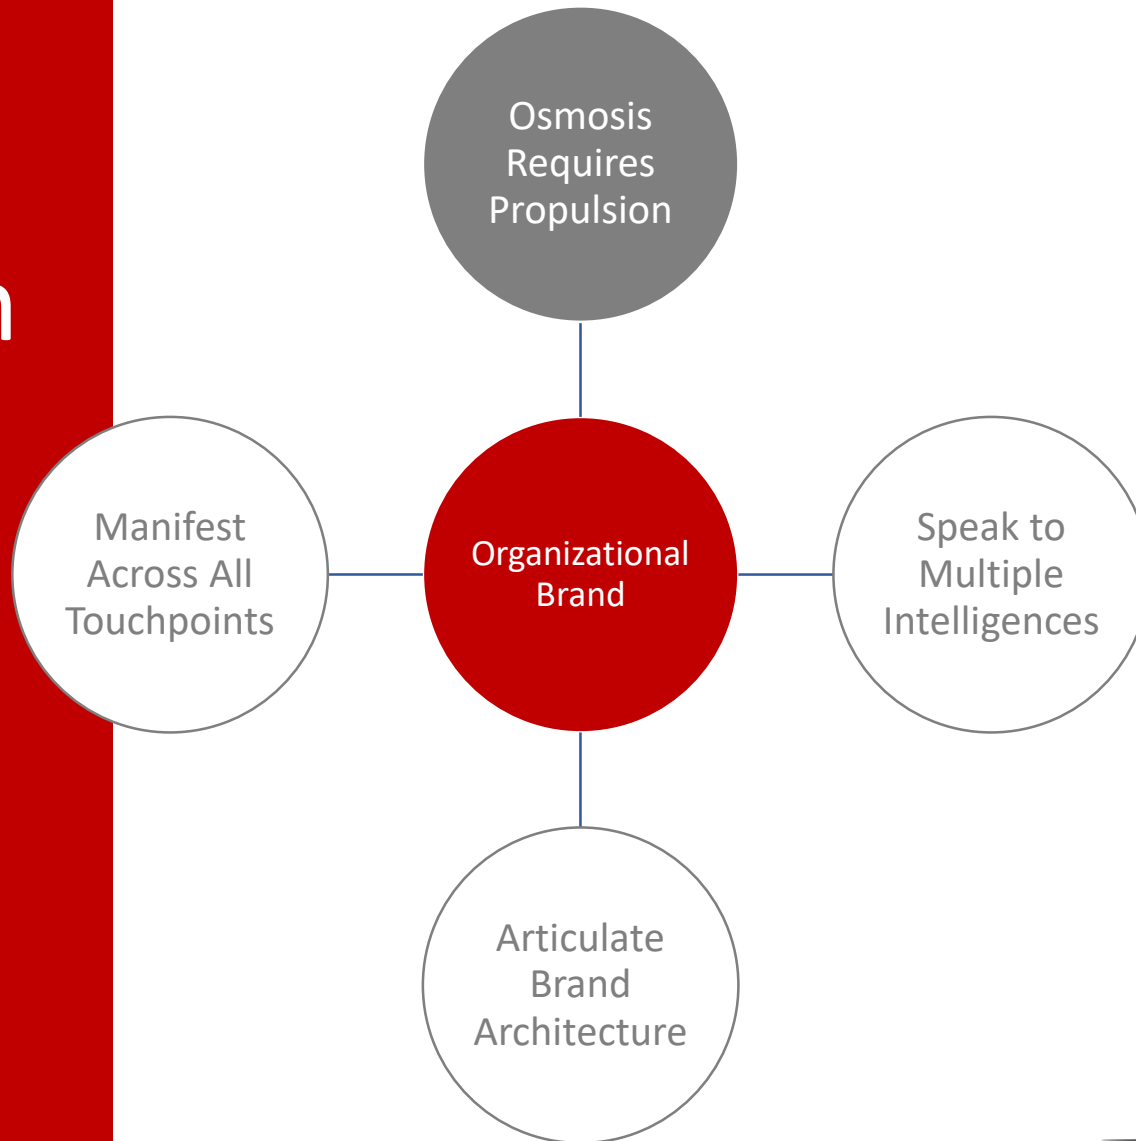 Osmosis
Requires
Propulsion
Manifest
Across All
Touchpoints
Organizational
Brand
Speak to
Multiple
Intelligences
Articulate
Brand
Architecture